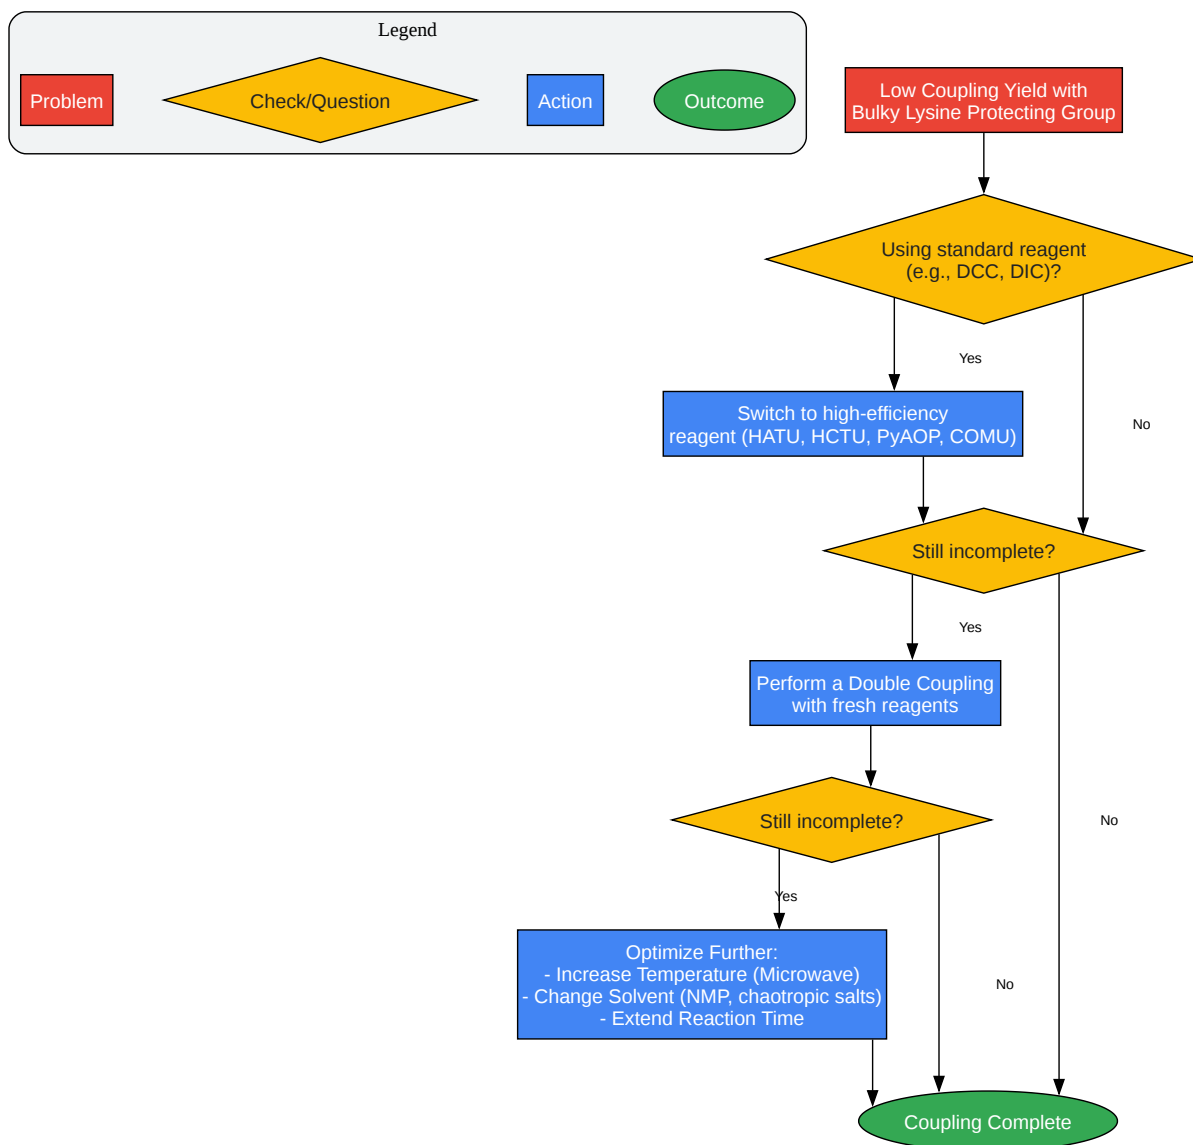 Legend
Problem
Check/Question
Action
Outcome
Low Coupling Yield with
Bulky Lysine Protecting Group
Using standard reagent
(e.g., DCC, DIC)?
Yes
No
Switch to high-efficiency
reagent (HATU, HCTU, PyAOP, COMU)
Still incomplete?
Yes
No
Perform a Double Coupling
with fresh reagents
Still incomplete?
Yes
No
Optimize Further:
- Increase Temperature (Microwave)
- Change Solvent (NMP, chaotropic salts)
- Extend Reaction Time
Coupling Complete